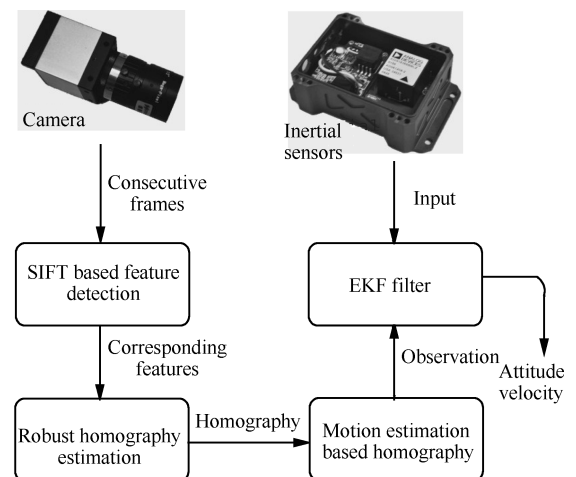 Camera
Inertial
sensors
Consecutive
frames
Input
SIFT based feature
detection
EKF filter
Corresponding
features
Observation
Attitude
velocity
Robust homography
estimation
Homography
Motion estimation
based homography